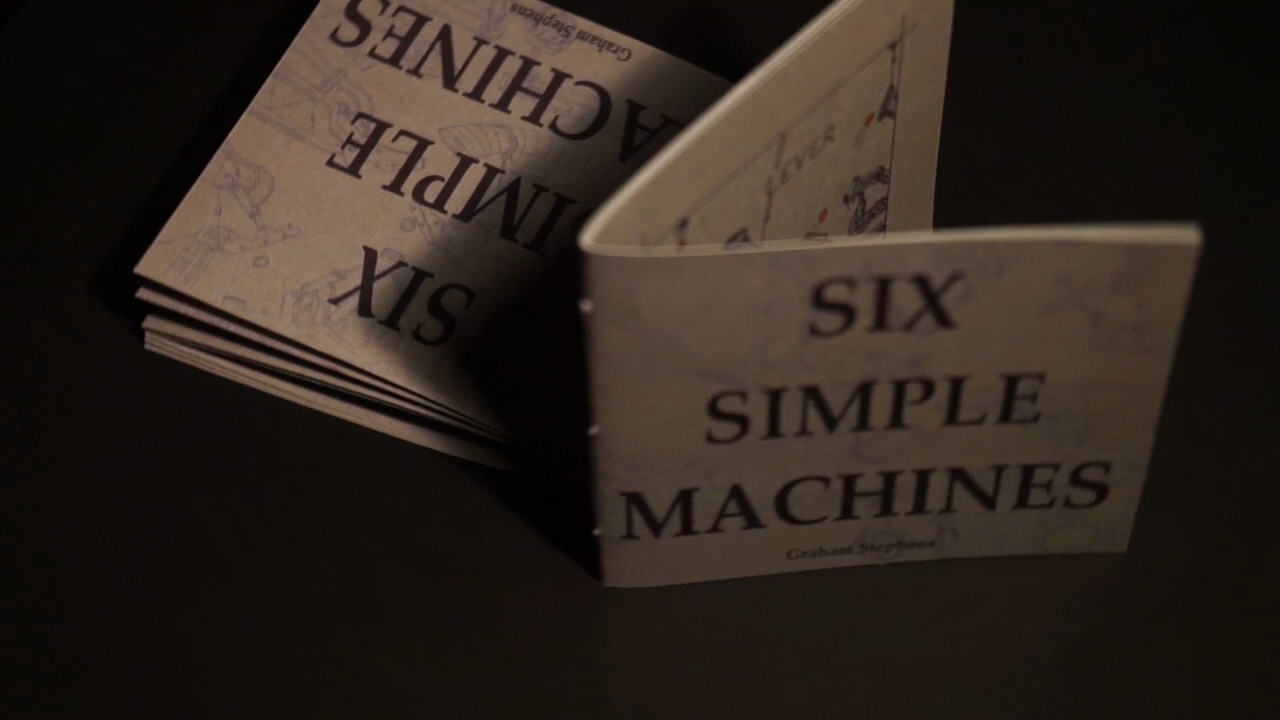 Graham Stephens
SIX
SIMPLE
MACHINES
LEVER
SIX
SIMPLE
MACHINES
Graham Stephens